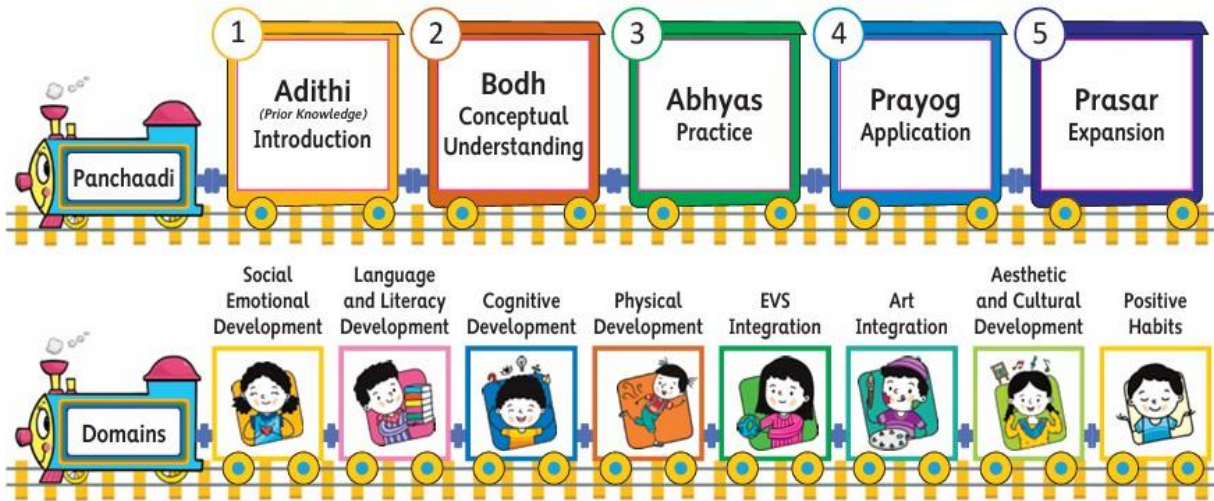 1
2
3
4
5
Panchaadi
Adithi
(Prior Knowledge)
Introduction
Bodh
Conceptual
Understanding
Abhyas
Practice
Prayog
Application
Prasar
Expansion
Domains
Social
Emotional
Development
Language
and Literacy
Development
Cognitive
Development
Physical
Development
EVS
Integration
Art
Integration
Aesthetic
and Cultural
Development
Positive
Habits